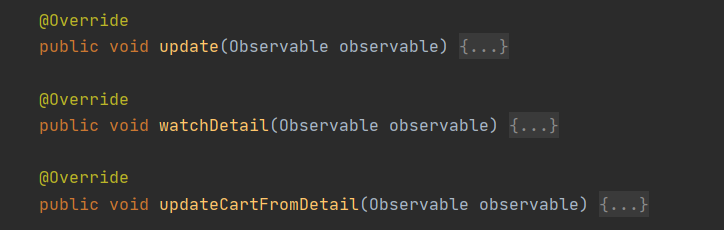 @Override
public void update(Observable observable) {...}
@Override
public void watchDetail(Observable observable) {...}
@Override
public void updateCartFromDetail(Observable observable) {...}